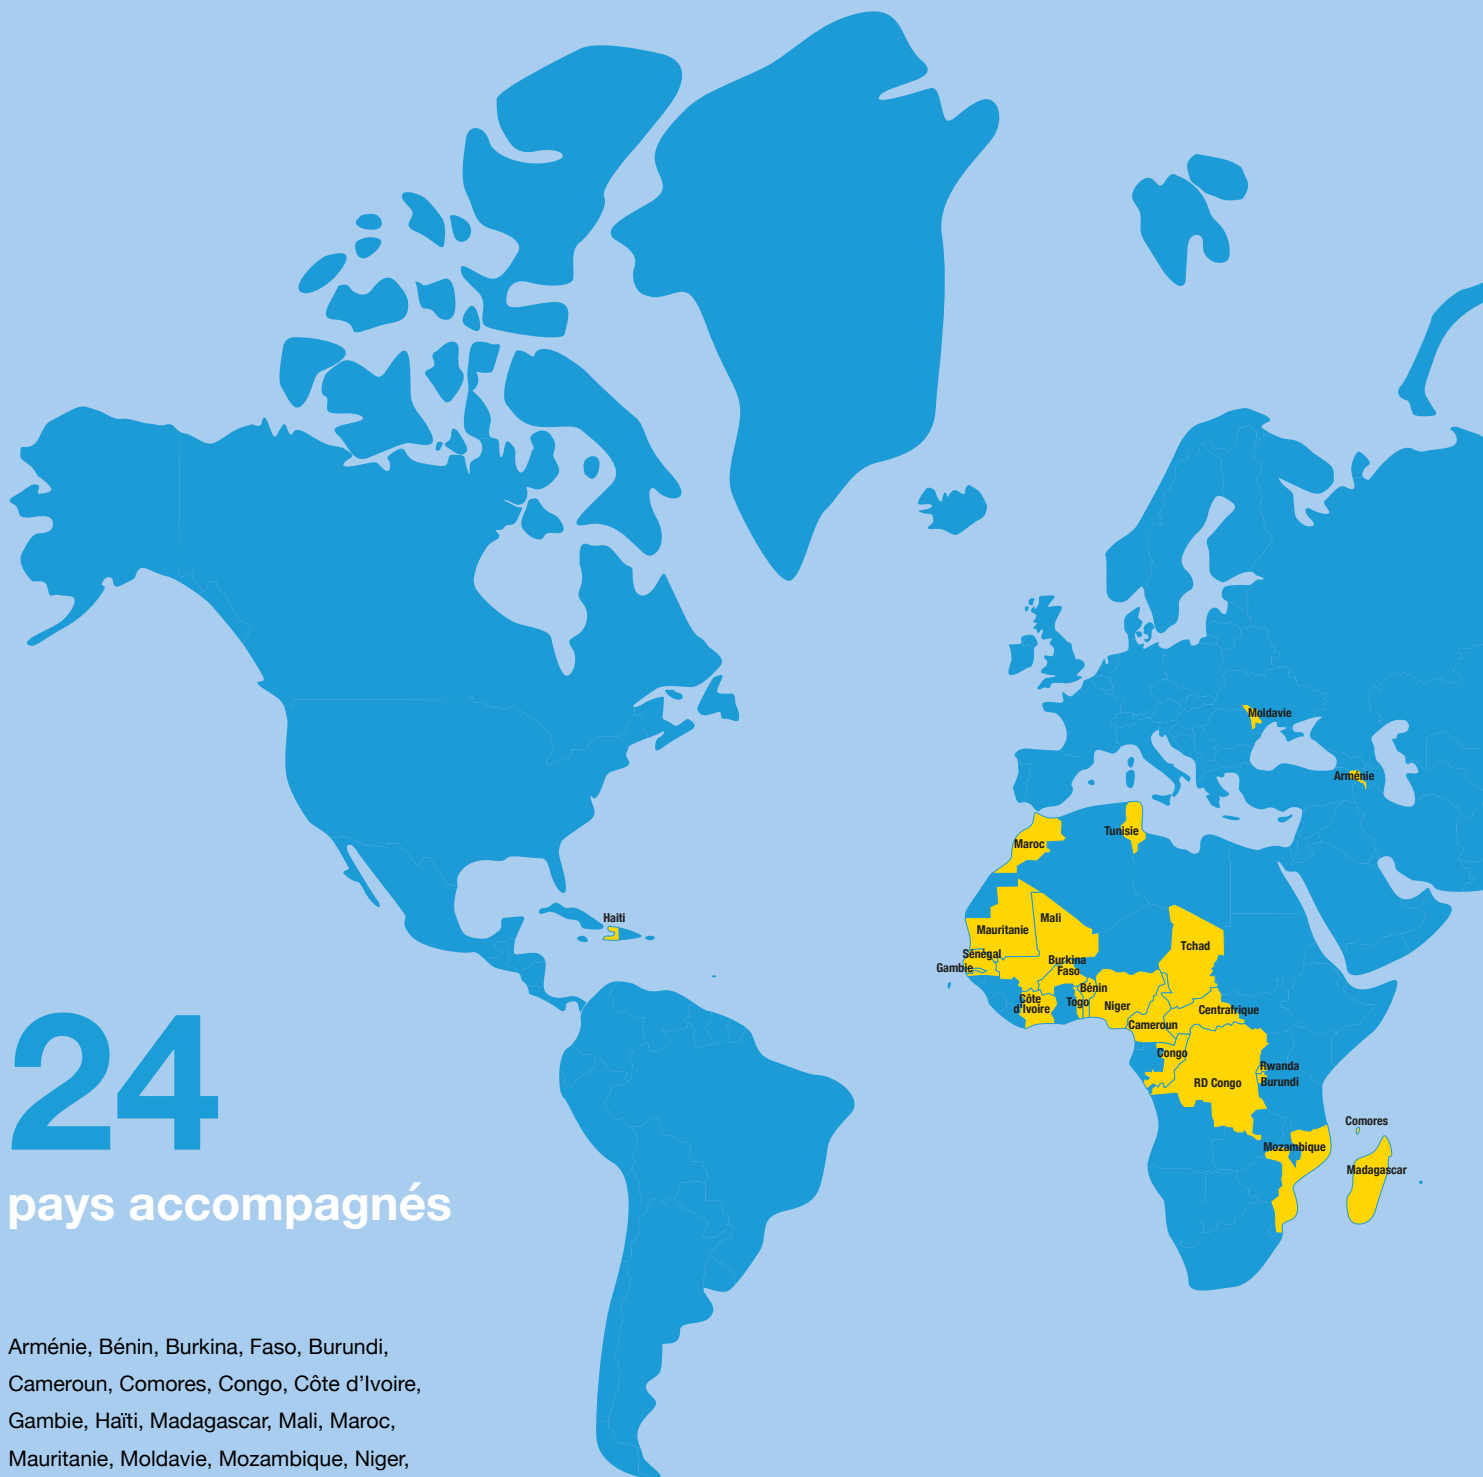 Moldavie
Arménie
Tunisie
Maroc
Haiti
Mali
Mauritanie
Tchad
Sénégal
Burkina
Faso
Gambie
Bénin
Côte
d'Ivoire
Togo
Niger
Centrafrique
Cameroun
Congo
Rwanda
RD Congo
Burundi
Comores
Mozambique
Madagascar
24
pays accompagnés
Arménie, Bénin, Burkina, Faso, Burundi,
Cameroun, Comores, Congo, Côte d'Ivoire,
Gambie, Haïti, Madagascar, Mali, Maroc,
Mauritanie, Moldavie, Mozambique, Niger,